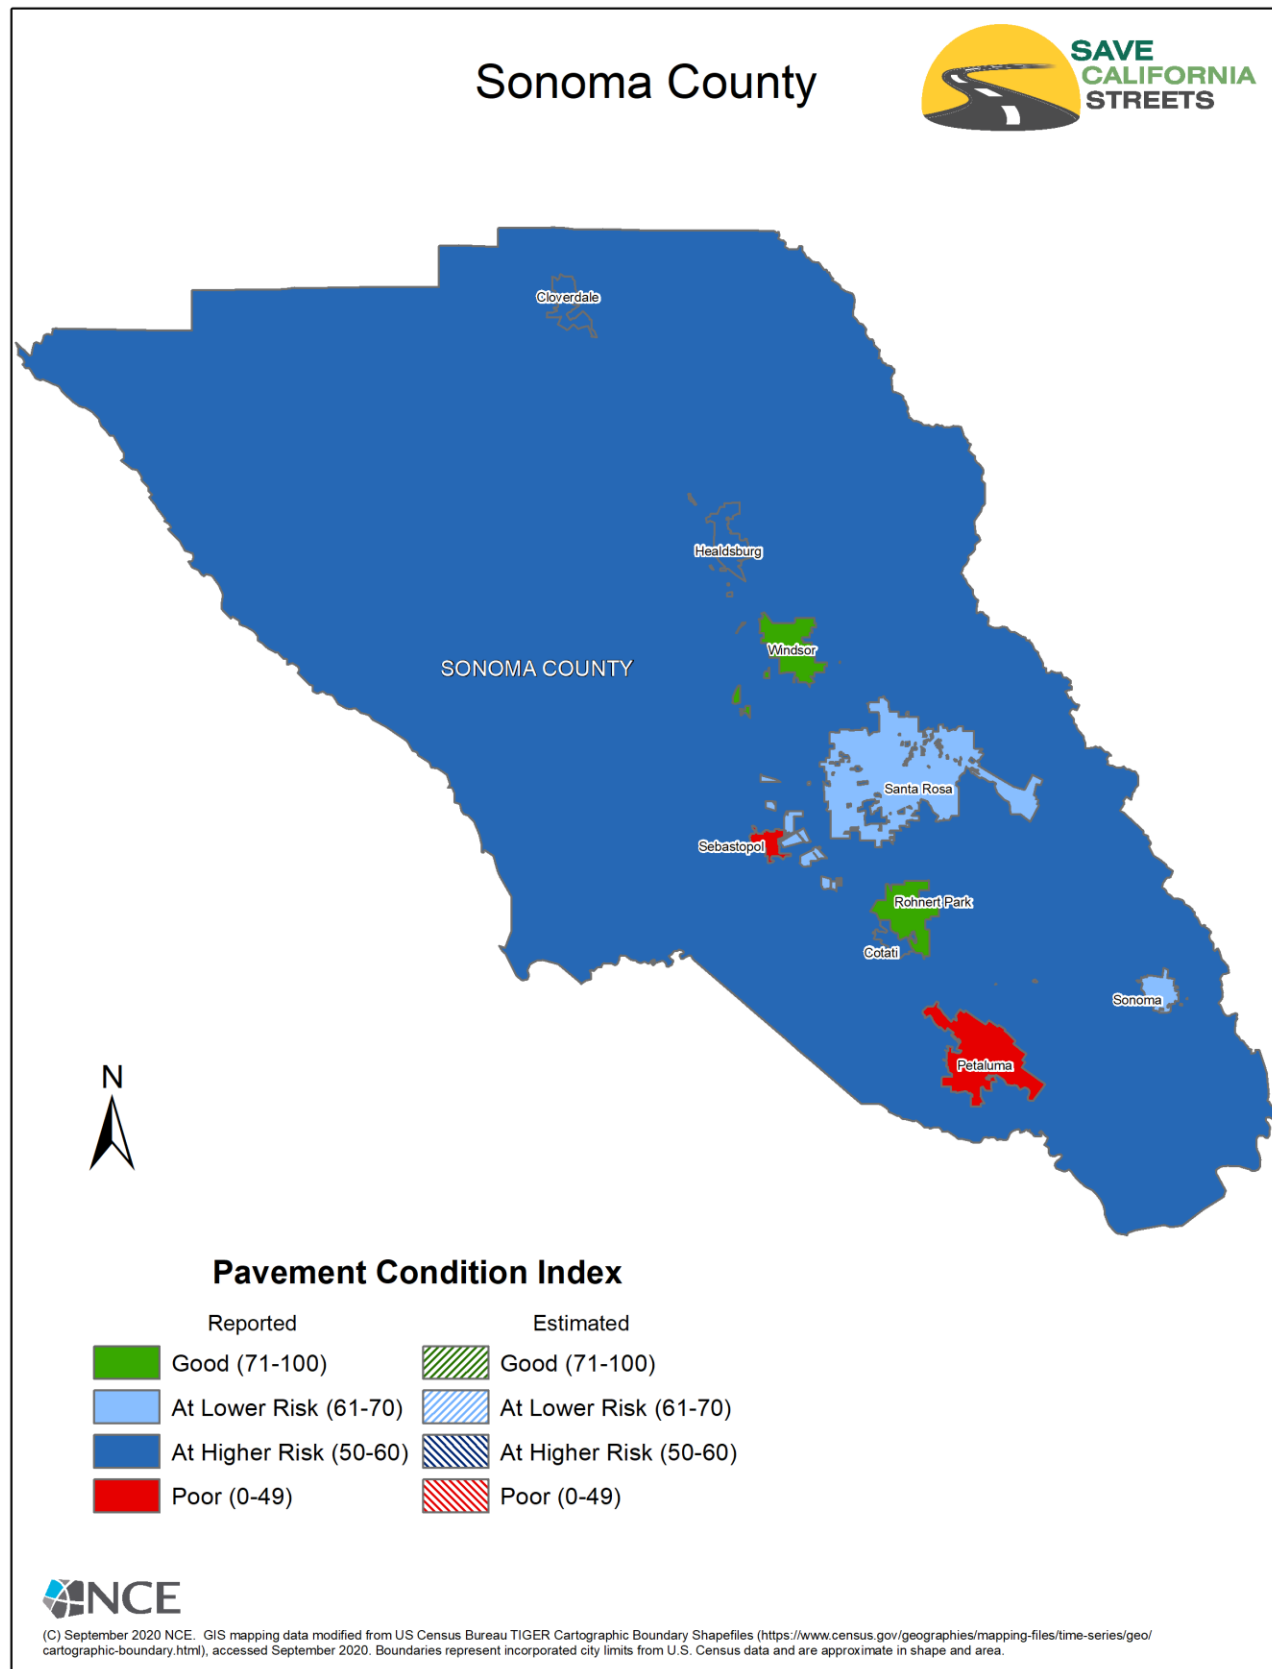 Sonoma County
SAVE
CALIFORNIA
STREETS
Cloverdale
Healdsburg
Windsor
SONOMA COUNTY
Santa Rosa
Sebastopol
Rohnert Park
Cotati
Sonoma
Petaluma
N
Pavement Condition Index
Reported
Estimated
Good (71-100)
Good (71-100)
At Lower Risk (61-70)
At Lower Risk (61-70)
At Higher Risk (50-60)
At Higher Risk (50-60)
Poor (0-49)
Poor (0-49)
NCE
(C) September 2020 NCE. GIS mapping data modified from US Census Bureau TIGER Cartographic Boundary Shapefiles (https://www.census.gov/geographies/mapping-files/time-series/geo/
cartographic-boundary.html), accessed September 2020. Boundaries represent incorporated city limits from U.S. Census data and are approximate in shape and area.